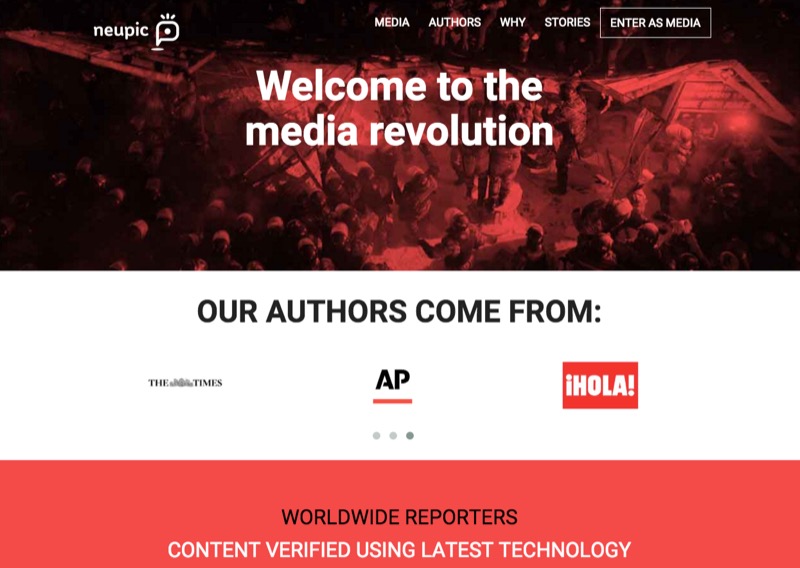 neupic
MEDIA AUTHORS WHY STORIES ENTER AS MEDIA
Welcome to the
media revolution
OUR AUTHORS COME FROM:
THE TIMES
AP
¡HOLA!
WORLDWIDE REPORTERS
CONTENT VERIFIED USING LATEST TECHNOLOGY